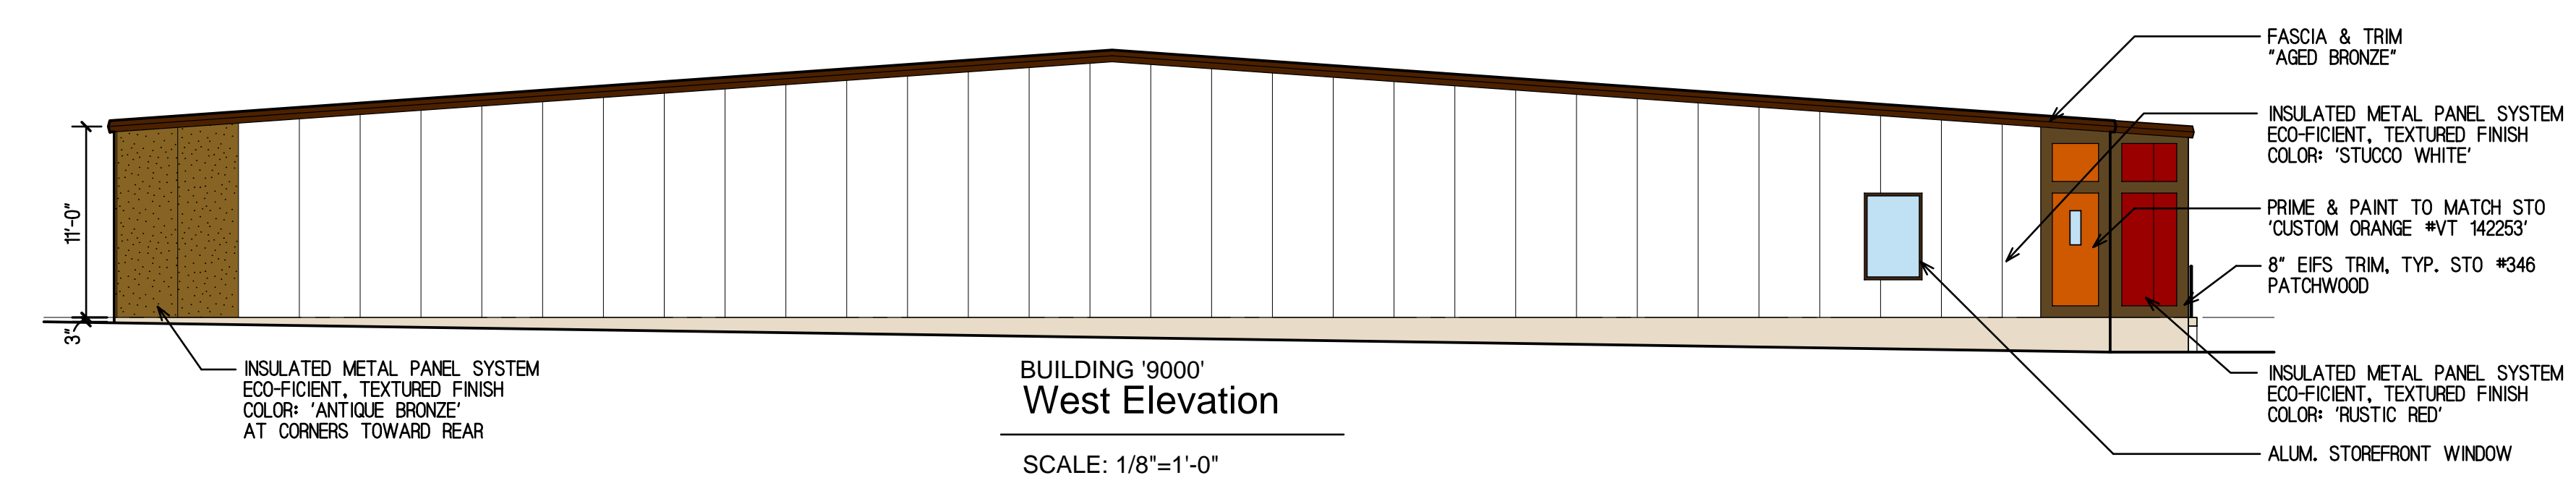 FASCIA & TRIM
"AGED BRONZE"
INSULATED METAL PANEL SYSTEM
ECO-FICIENT, TEXTURED FINISH
COLOR: 'STUCCO WHITE'
PRIME & PAINT TO MATCH STO
'CUSTOM ORANGE #VT 142253'
8" EIFS TRIM, TYP. STO #346
PATCHWOOD
11'-0"
3"
INSULATED METAL PANEL SYSTEM
ECO-FICIENT, TEXTURED FINISH
COLOR: 'ANTIQUE BRONZE'
AT CORNERS TOWARD REAR
BUILDING '9000'
West Elevation
SCALE: 1/8"=1'-0"
INSULATED METAL PANEL SYSTEM
ECO-FICIENT, TEXTURED FINISH
COLOR: 'RUSTIC RED'
ALUM. STOREFRONT WINDOW